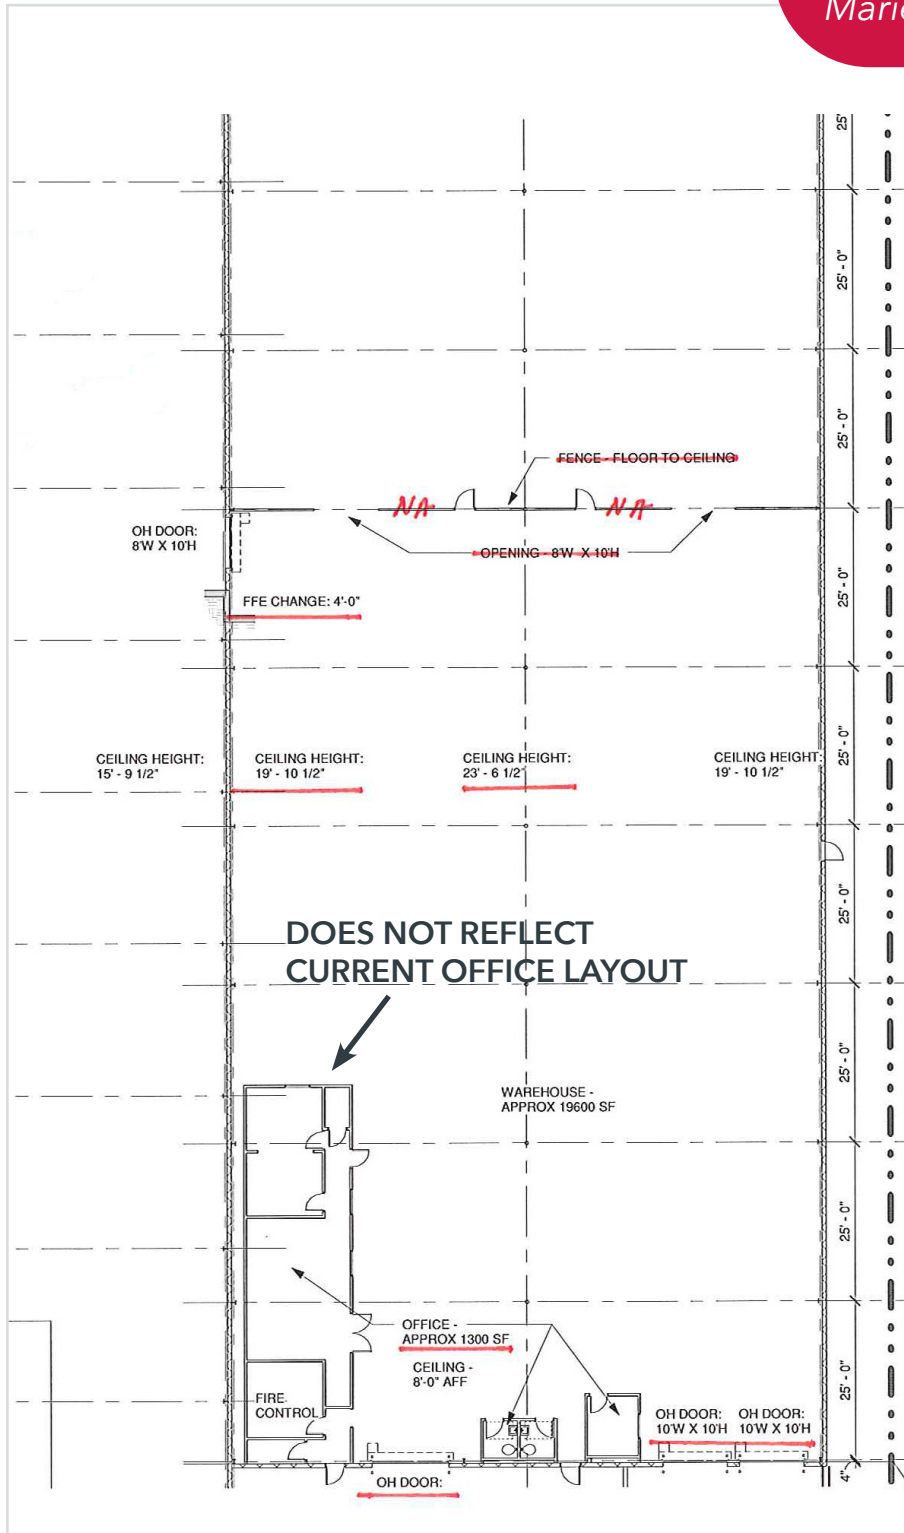 25'
25' - 0"
25' - 0"
FENCE - FLOOR TO CEILING
NA
NA
OH DOOR:
8'W X 10'H
OPENING - 8'W X 10'H
25' - 0"
FFE CHANGE: 4'-0"
CEILING HEIGHT:
15' - 9 1/2"
CEILING HEIGHT:
19' - 10 1/2"
CEILING HEIGHT:
23' - 6 1/2"
CEILING HEIGHT:
19' - 10 1/2"
25' - 0"
25' - 0"
DOES NOT REFLECT
CURRENT OFFICE LAYOUT
25' - 0"
WAREHOUSE -
APPROX 19600 SF
25' - 0"
OFFICE -
APPROX 1300 SF
CEILING -
8'-0" AFF
25' - 0"
FIRE
CONTROL
OH DOOR:
10'W X 10'H
OH DOOR:
10'W X 10'H
4"
OH DOOR: